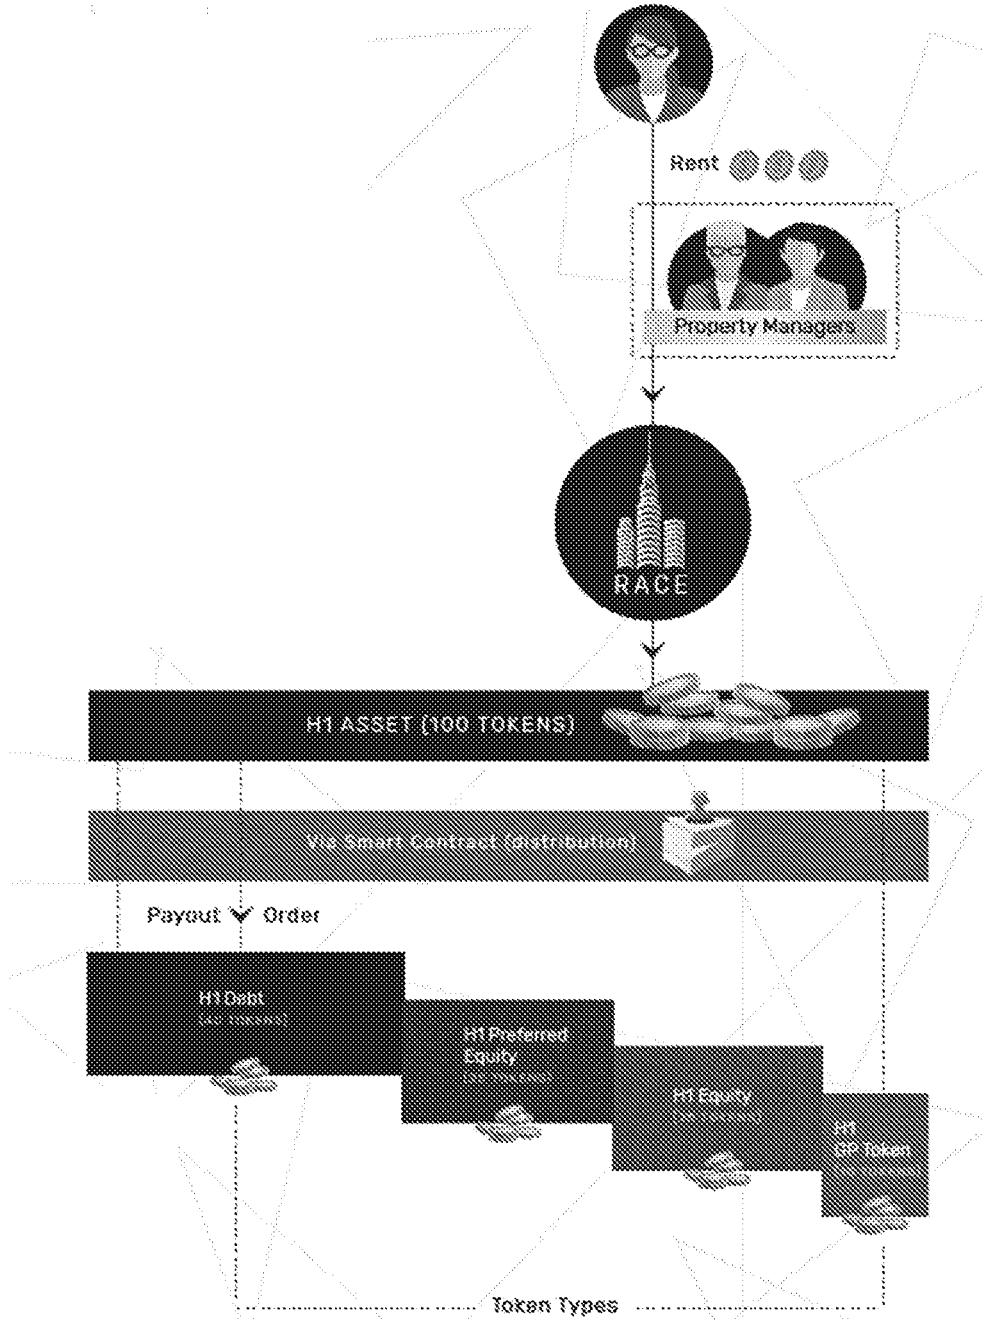 Rent
Property Managers
RACE
H1 ASSET (100 TOKENS)
Via Smart Contract (Distribution)
Payout Order
H1 Debt
H1 Preferred
Equity
H1 Equity
H1
GP Token
Token Types